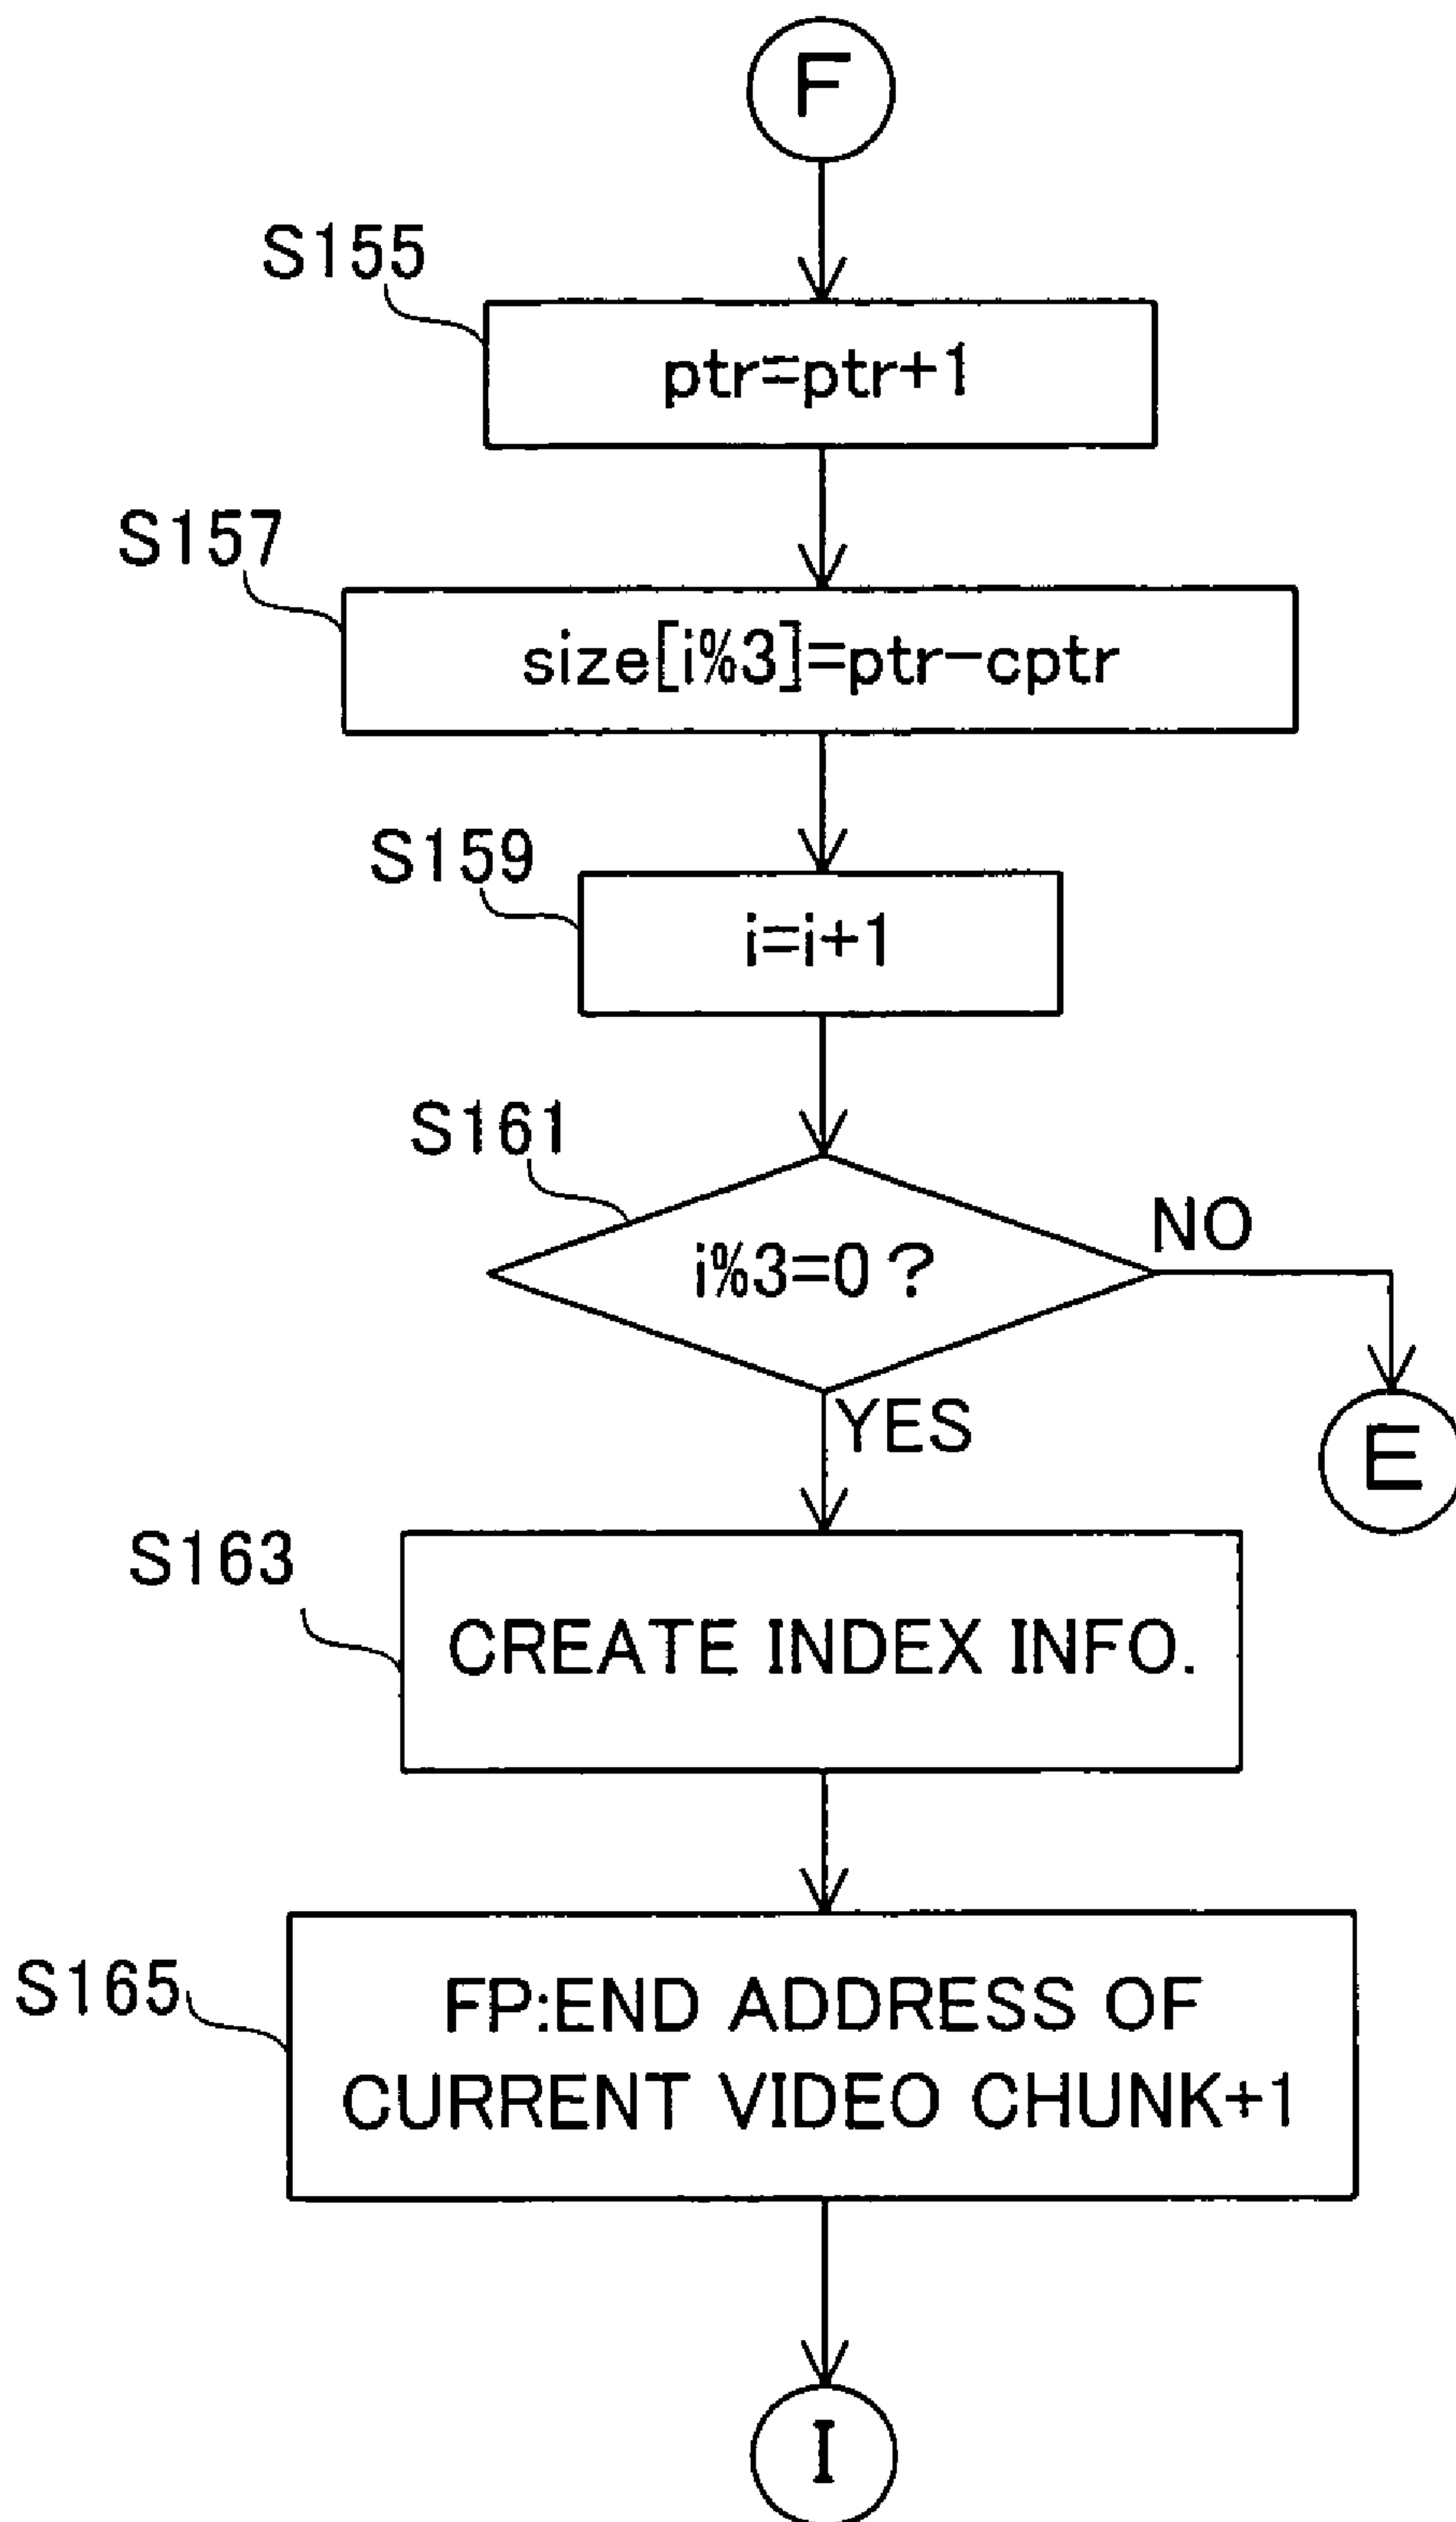 F
S155
ptr=ptr+1
S157
size[i%3]=ptr-cptr
S159
i=i+1
S161
i%3=0?
NO
YES
E
S163
CREATE INDEX INFO.
S165
FP:END ADDRESS OF
CURRENT VIDEO CHUNK+1
I